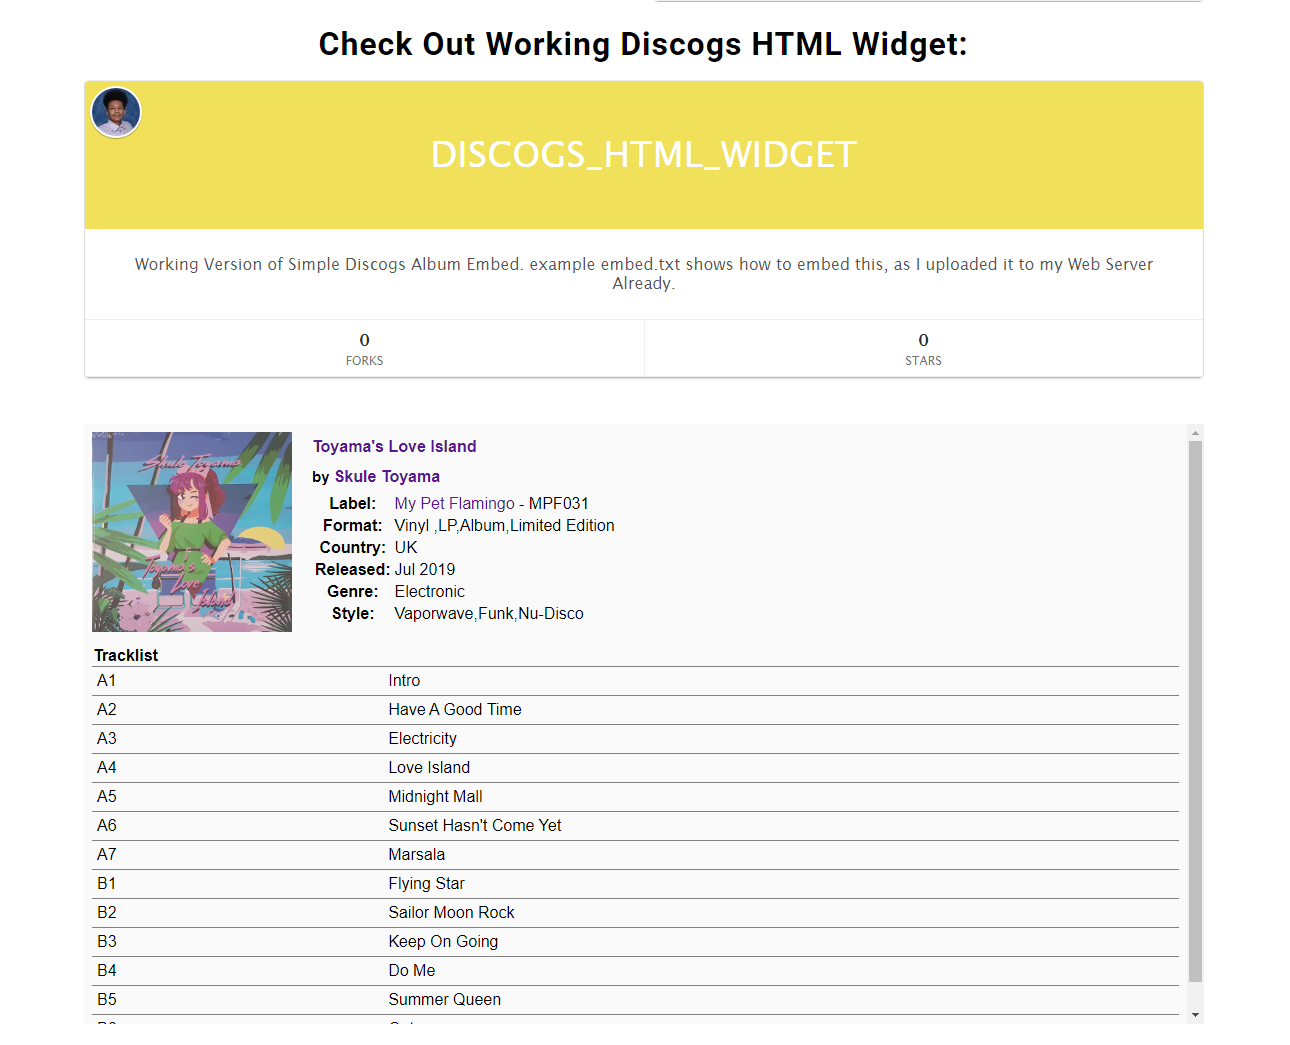 Check Out Working Discogs HTML Widget:
DISCOGS_HTML_WIDGET
Working Version of Simple Discogs Album Embed. example embed.txt shows how to embed this, as I uploaded it to my Web Server
Already.
0
FORKS
0
STARS
Skule Toyama
Toyama's
Love
Island
Toyama's Love Island
by Skule Toyama
Label: My Pet Flamingo - MPF031
Format: Vinyl ,LP,Album,Limited Edition
Country: UK
Released: Jul 2019
Genre: Electronic
Style: Vaporwave,Funk,Nu-Disco
Tracklist
A1 Intro
A2 Have A Good Time
A3 Electricity
A4 Love Island
A5 Midnight Mall
A6 Sunset Hasn't Come Yet
A7 Marsala
B1 Flying Star
B2 Sailor Moon Rock
B3 Keep On Going
B4 Do Me
B5 Summer Queen